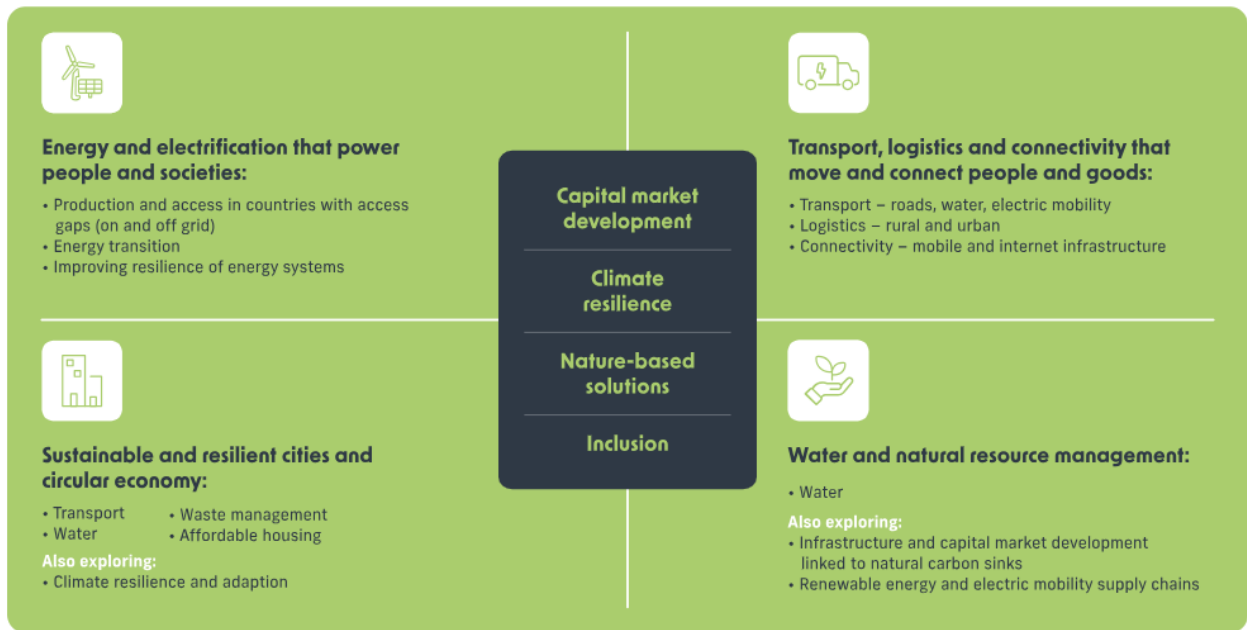 Energy and electrification that power
people and societies:
• Production and access in countries with access
gaps (on and off grid)
• Energy transition
• Improving resilience of energy systems
Transport, logistics and connectivity that
move and connect people and goods:
• Transport – roads, water, electric mobility
• Logistics – rural and urban
• Connectivity – mobile and internet infrastructure
Capital market
development
Climate
resilience
Nature-based
solutions
Inclusion
Sustainable and resilient cities and
circular economy:
• Transport
• Water
• Waste management
• Affordable housing
Also exploring:
• Climate resilience and adaption
Water and natural resource management:
• Water
Also exploring:
• Infrastructure and capital market development
linked to natural carbon sinks
• Renewable energy and electric mobility supply chains